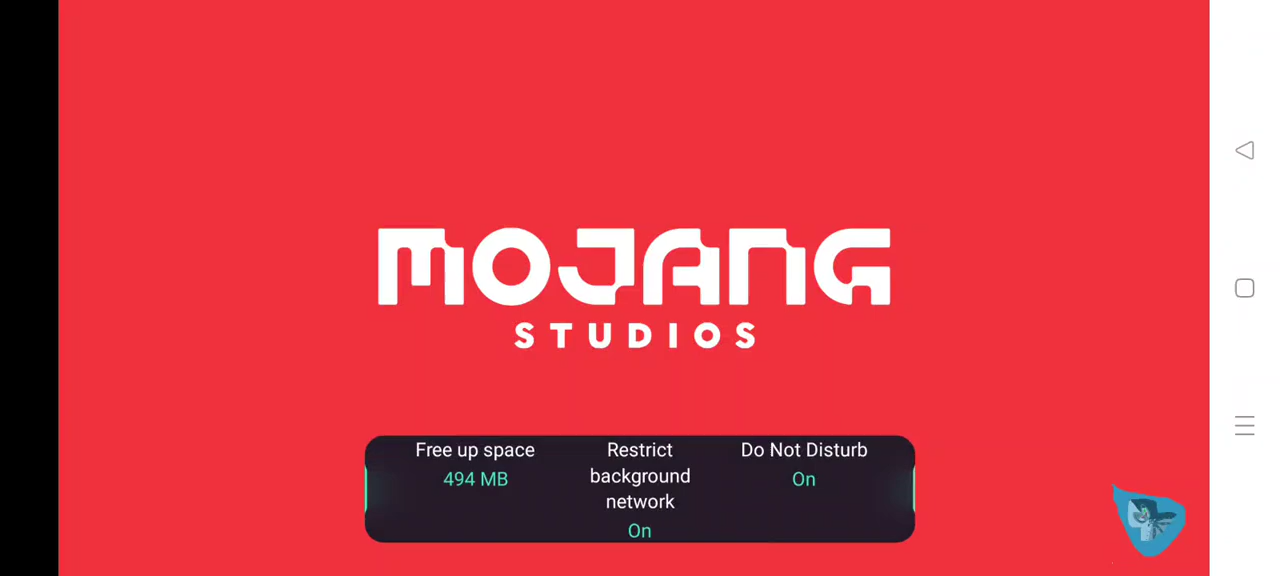 MOJANG
STUDIOS
Free up space
494 MB
Restrict
background
network
On
Do Not Disturb
On